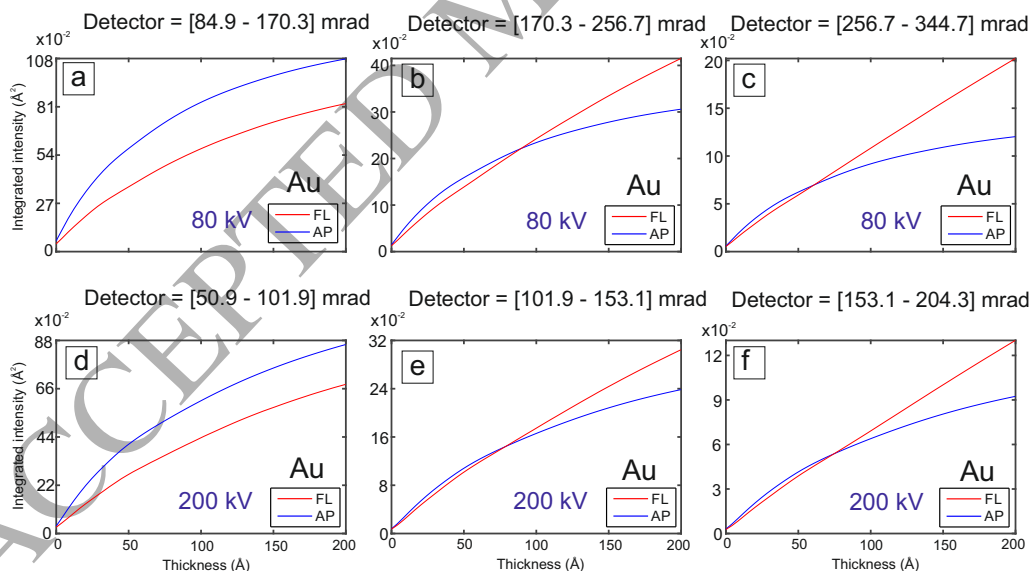 Detector = [84.9 - 170.3] mrad
Detector = [170.3 - 256.7] mrad
Detector = [256.7 - 344.7] mrad
x10-2
x10-2
x10-2
108
81
54
27
0
Integrated intensity (Å2)
a
Au
80 kV
FL
AP
40
30
20
10
0
b
Au
80 kV
FL
AP
20
15
10
5
0
c
Au
80 kV
FL
AP
Detector = [50.9 - 101.9] mrad
Detector = [101.9 - 153.1] mrad
Detector = [153.1 - 204.3] mrad
x10-2
x10-2
x10-2
88
66
44
22
0
Integrated intensity (Å2)
d
Au
200 kV
FL
AP
0 50 100 150 200
Thickness (Å)
32
24
16
8
0
e
Au
200 kV
FL
AP
0 50 100 150 200
Thickness (Å)
12
9
6
3
0
f
Au
200 kV
FL
AP
0 50 100 150 200
Thickness (Å)
ACCEPTED M